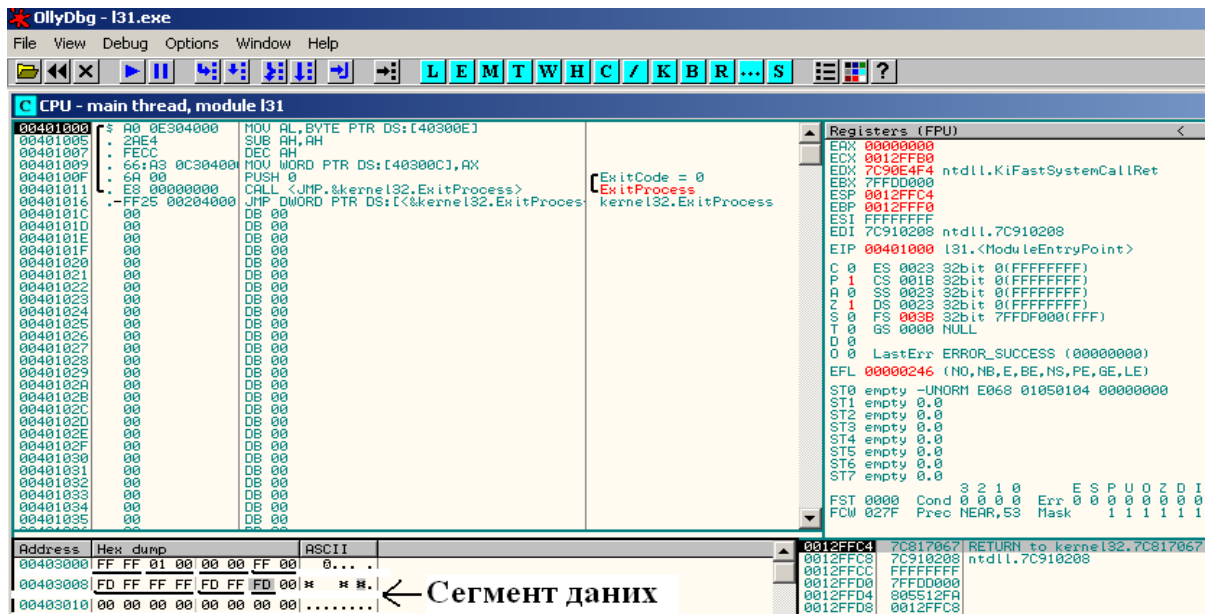 OllyDbg - l31.exe
File View Debug Options Window Help
L E M T W H C / K B R ... S ?
C CPU - main thread, module l31
00401000 $ A0 0E304000 MOV AL,BYTE PTR DS:[40300E]
00401005 . 2AE4 SUB AH,AH
00401007 . FECC DEC AH
00401009 . 66:A3 0C304000 MOV WORD PTR DS:[40300C],AX
0040100F . 6A 00 PUSH 0 ExitCode = 0
00401011 . E8 00000000 CALL <JMP.&kernel32.ExitProcess> ExitProcess
00401016 .-FF25 00204000 JMP DWORD PTR DS:[<&kernel32.ExitProces kernel32.ExitProcess
0040101C 00 DB 00
0040101D 00 DB 00
0040101E 00 DB 00
0040101F 00 DB 00
00401020 00 DB 00
00401021 00 DB 00
00401022 00 DB 00
00401023 00 DB 00
00401024 00 DB 00
00401025 00 DB 00
00401026 00 DB 00
00401027 00 DB 00
00401028 00 DB 00
00401029 00 DB 00
0040102A 00 DB 00
0040102B 00 DB 00
0040102C 00 DB 00
0040102D 00 DB 00
0040102E 00 DB 00
0040102F 00 DB 00
00401030 00 DB 00
00401031 00 DB 00
00401032 00 DB 00
00401033 00 DB 00
00401034 00 DB 00
00401035 00 DB 00
Registers (FPU) <
EAX 00000000
ECX 0012FFB0
EDX 7C90E4F4 ntdll.KiFastSystemCallRet
EBX 7FFDD000
ESP 0012FFC4
EBP 0012FFF0
ESI FFFFFFFF
EDI 7C910208 ntdll.7C910208
EIP 00401000 l31.<ModuleEntryPoint>
C 0 ES 0023 32bit 0(FFFFFFFF)
P 1 CS 001B 32bit 0(FFFFFFFF)
A 0 SS 0023 32bit 0(FFFFFFFF)
Z 1 DS 0023 32bit 0(FFFFFFFF)
S 0 FS 003B 32bit 7FFDF000(FFF)
T 0 GS 0000 NULL
D 0
O 0 LastErr ERROR_SUCCESS (00000000)
EFL 00000246 (NO,NB,E,BE,NS,PE,GE,LE)
ST0 empty -UNORM E068 01050104 00000000
ST1 empty 0.0
ST2 empty 0.0
ST3 empty 0.0
ST4 empty 0.0
ST5 empty 0.0
ST6 empty 0.0
ST7 empty 0.0
3 2 1 0 E S P U O Z D I
FST 0000 Cond 0 0 0 0 Err 0 0 0 0 0 0 0 0
FCW 027F Prec NEAR,53 Mask 1 1 1 1 1 1
Address Hex dump ASCII
00403000 FF FF 01 00 00 00 FF 00
00403008 FD FF FF FF FD FF FD 00
00403010 00 00 00 00 00 00 00 00 ........
Сегмент даних
0012FFC4 7C817067 RETURN to kernel32.7C817067
0012FFC8 7C910208 ntdll.7C910208
0012FFCC FFFFFFFF
0012FFD0 7FFDD000
0012FFD4 805512FA
0012FFD8 0012FFC8